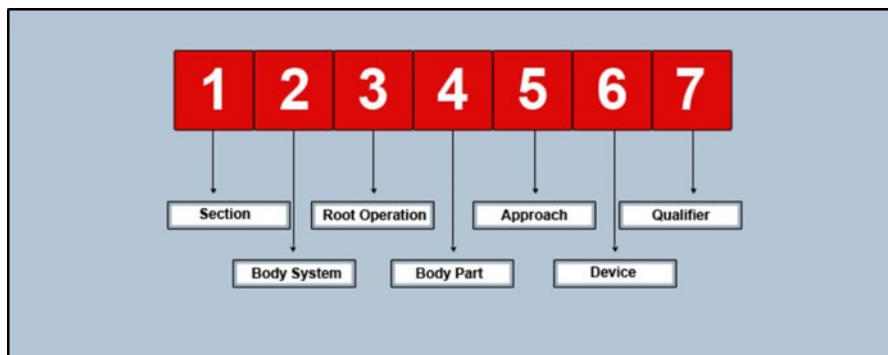 1 2 3 4 5 6 7
Section Root Operation Approach Qualifier
Body System Body Part Device